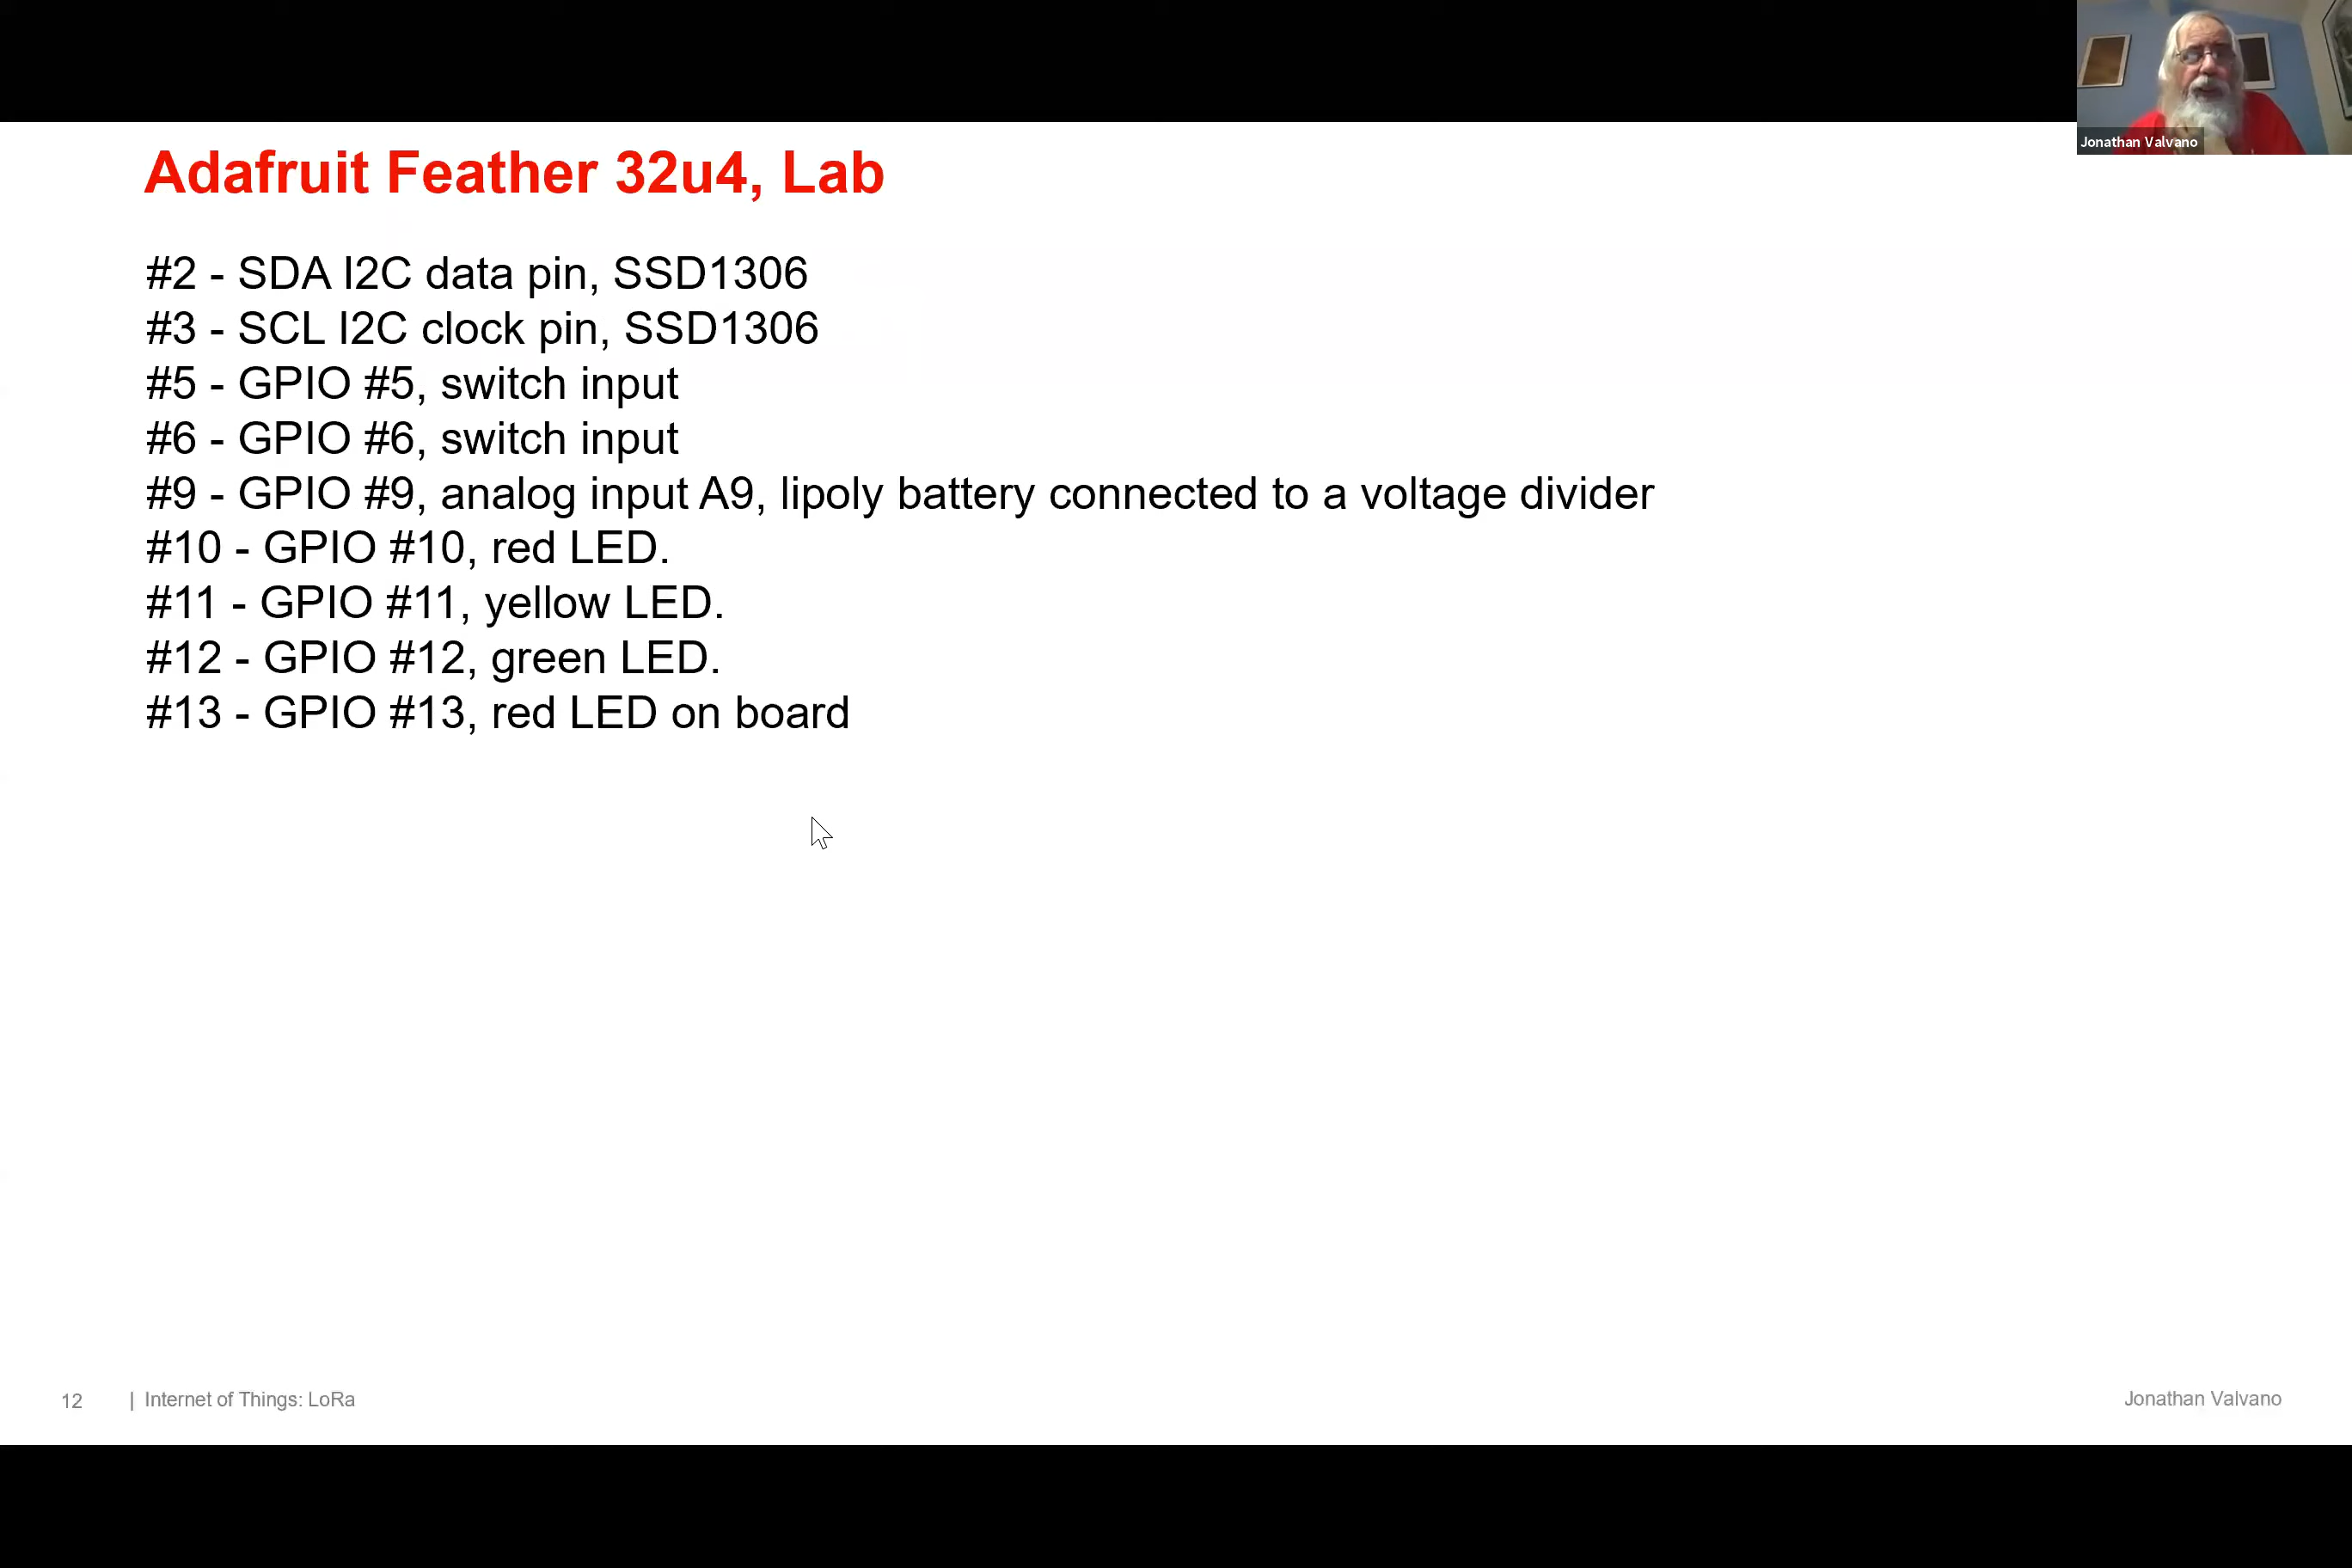 Jonathan Valvano
Adafruit Feather 32u4, Lab
#2 - SDA I2C data pin, SSD1306
#3 - SCL I2C clock pin, SSD1306
#5 - GPIO #5, switch input
#6 - GPIO #6, switch input
#9 - GPIO #9, analog input A9, lipoly battery connected to a voltage divider
#10 - GPIO #10, red LED.
#11 - GPIO #11, yellow LED.
#12 - GPIO #12, green LED.
#13 - GPIO #13, red LED on board
12 | Internet of Things: LoRa
Jonathan Valvano